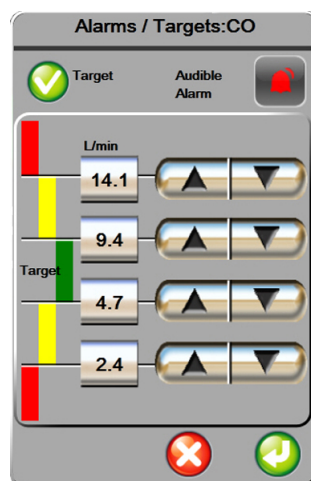 Alarms / Targets:CO
Target
Audible
Alarm
L/min
14.1
9.4
Target
4.7
2.4